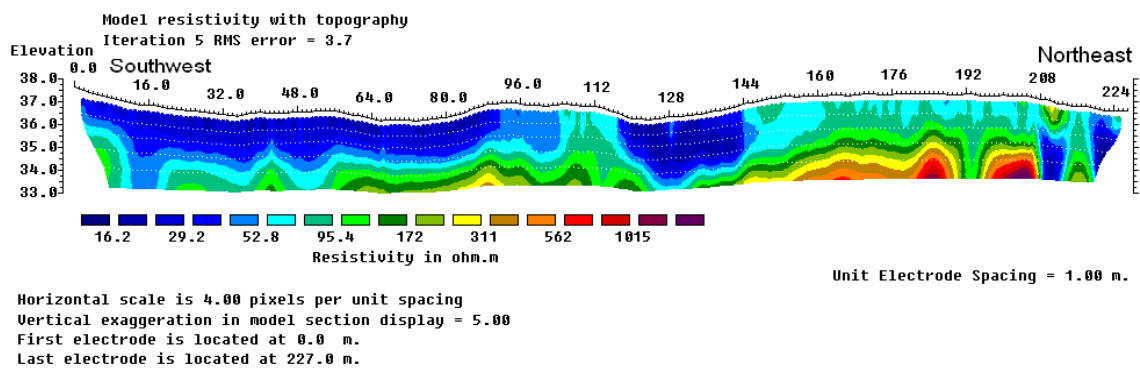 Model resistivity with topography
Iteration 5 RMS error = 3.7
Elevation
0.0 Southwest Northeast
16.0 32.0 48.0 64.0 80.0 96.0 112 128 144 160 176 192 208 224
38.0
37.0
36.0
35.0
34.0
33.0
16.2 29.2 52.8 95.4 172 311 562 1015
Resistivity in ohm.m
Unit Electrode Spacing = 1.00 m.
Horizontal scale is 4.00 pixels per unit spacing
Vertical exaggeration in model section display = 5.00
First electrode is located at 0.0 m.
Last electrode is located at 227.0 m.